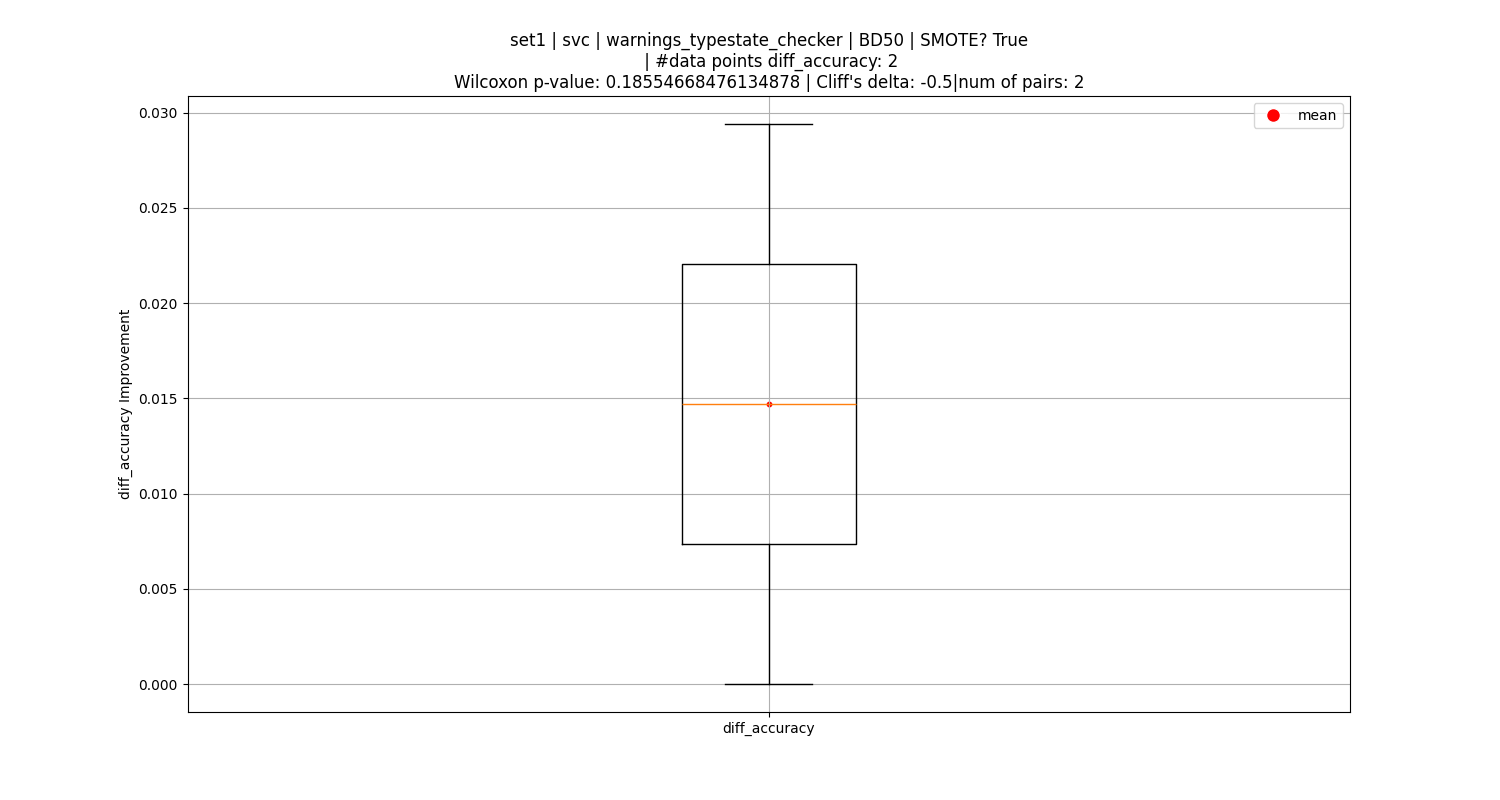 set1 | svc | warnings_typestate_checker | BD50 | SMOTE? True
| #data points diff_accuracy: 2
Wilcoxon p-value: 0.18554668476134878 | Cliff's delta: -0.5|num of pairs: 2
mean
0.030
0.025
0.020
0.015
0.010
0.005
0.000
diff_accuracy Improvement
diff_accuracy